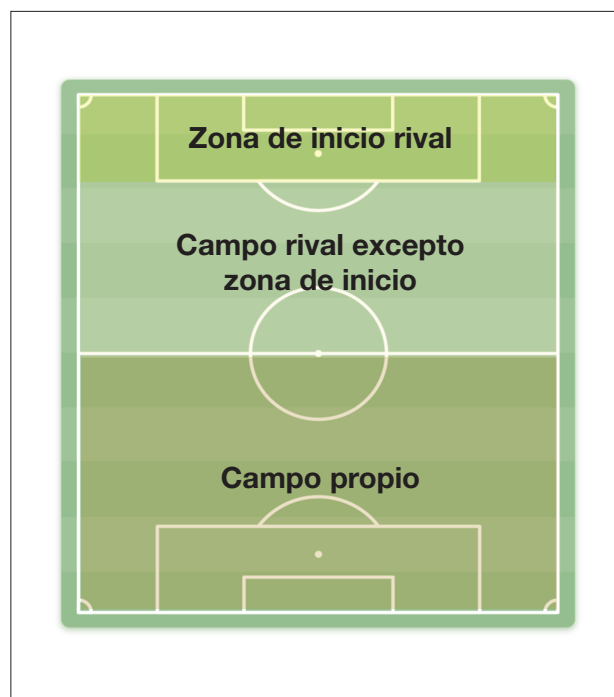 Zona de inicio rival
Campo rival excepto
zona de inicio
Campo propio